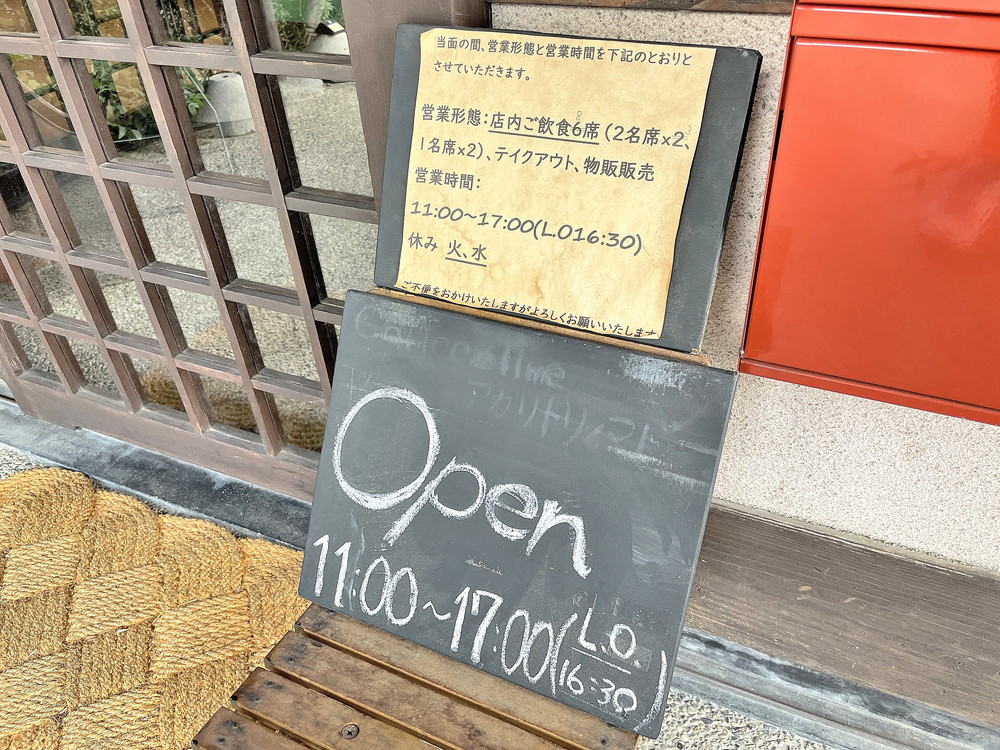 当面の間、営業形態と営業時間を下記のとおりと
させていただきます。
営業形態：店内ご飲食6席（2名席×2、
1名席×2）、テイクアウト、物販販売
営業時間：
11:00～17:00(L.O16:30)
休み 火、水
ご不便をおかけいたしますがよろしくお願いいたします
Open
11:00～17:00(L.O.
16:30)